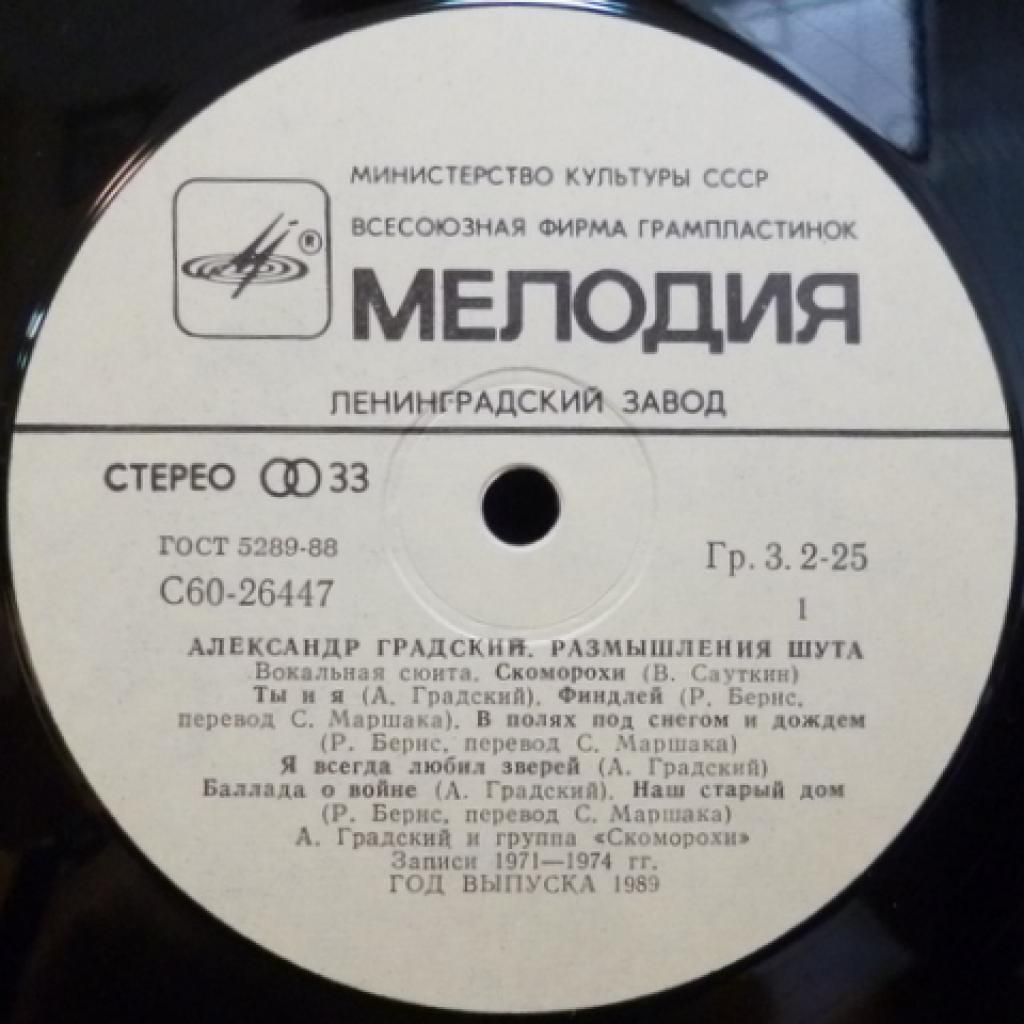 МИНИСТЕРСТВО КУЛЬТУРЫ СССР
ВСЕСОЮЗНАЯ ФИРМА ГРАМПЛАСТИНОК
®
МЕЛОДИЯ
ЛЕНИНГРАДСКИЙ ЗАВОД
СТЕРЕО 33
ГОСТ 5289-88
Гр. 3. 2-25
С60-26447
1
АЛЕКСАНДР ГРАДСКИЙ. РАЗМЫШЛЕНИЯ ШУТА
Вокальная сюита. Скоморохи (В. Сауткин)
Ты и я (А. Градский). Финдлей (Р. Бернс,
перевод С. Маршака). В полях под снегом и дождем
(Р. Бернс, перевод С. Маршака)
Я всегда любил зверей (А. Градский)
Баллада о войне (А. Градский). Наш старый дом
(Р. Бернс, перевод С. Маршака)
А. Градский и группа «Скоморохи»
Записи 1971—1974 гг.
ГОД ВЫПУСКА 1989